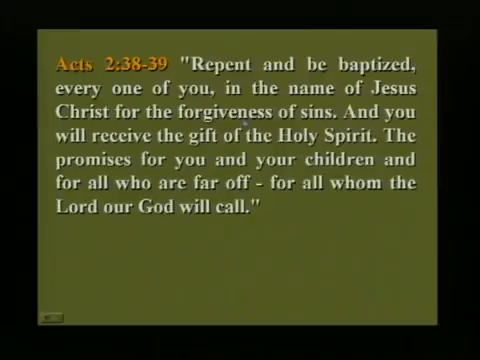 Acts 2:38-39 "Repent and be baptized,
every one of you, in the name of Jesus
Christ for the forgiveness of sins. And you
will receive the gift of the Holy Spirit. The
promises for you and your children and
for all who are far off - for all whom the
Lord our God will call."